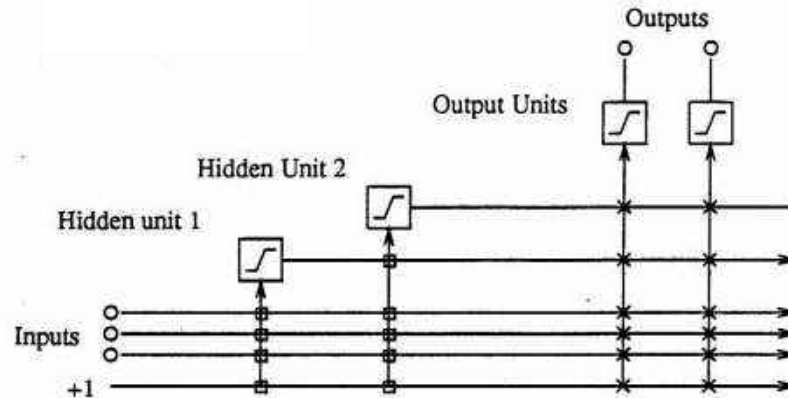 Outputs
Output Units
Hidden Unit 2
Hidden unit 1
Inputs
+1